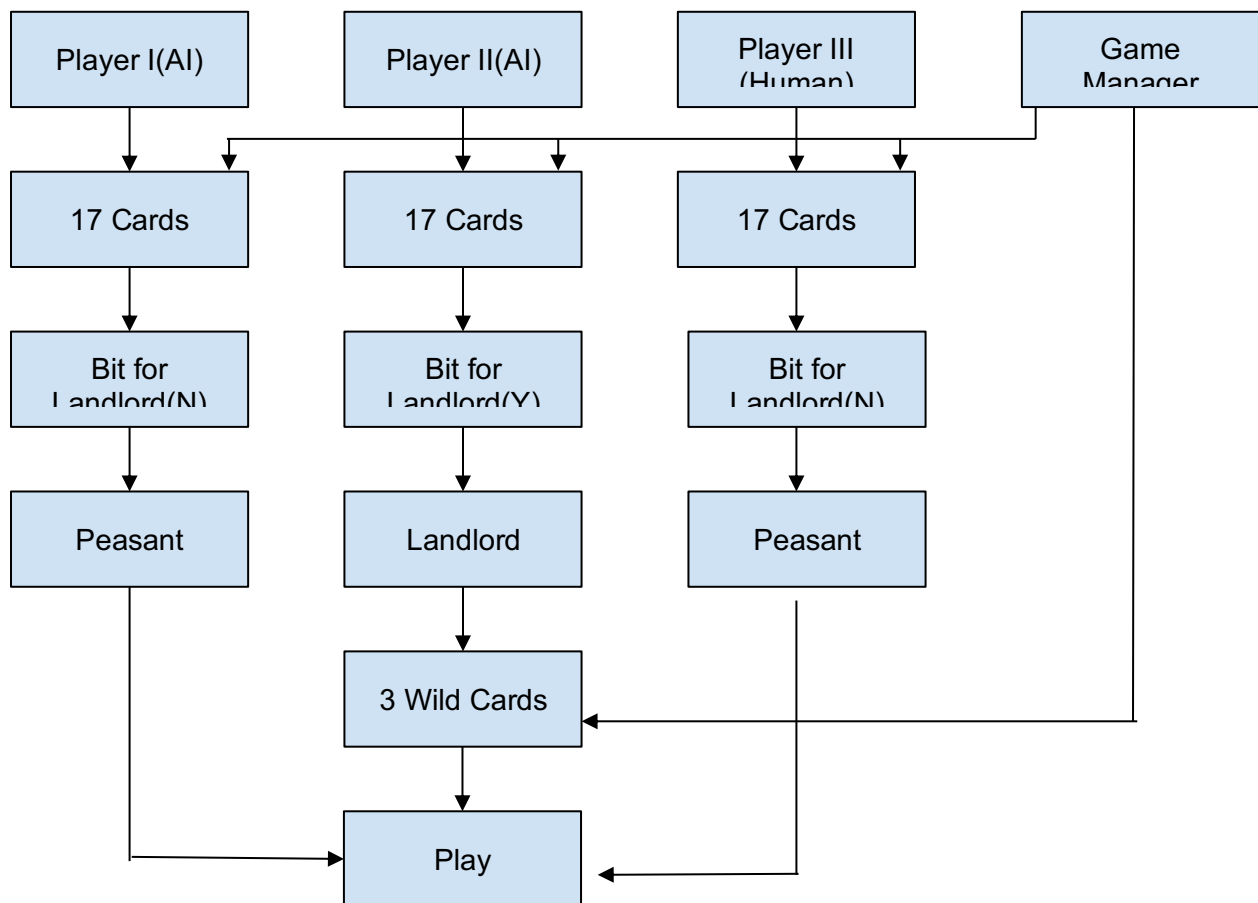 Player I(AI)
Player II(AI)
Player III
(Human)
Game
Manager
17 Cards
17 Cards
17 Cards
Bit for
Landlord(N)
Bit for
Landlord(Y)
Bit for
Landlord(N)
Peasant
Landlord
Peasant
3 Wild Cards
Play